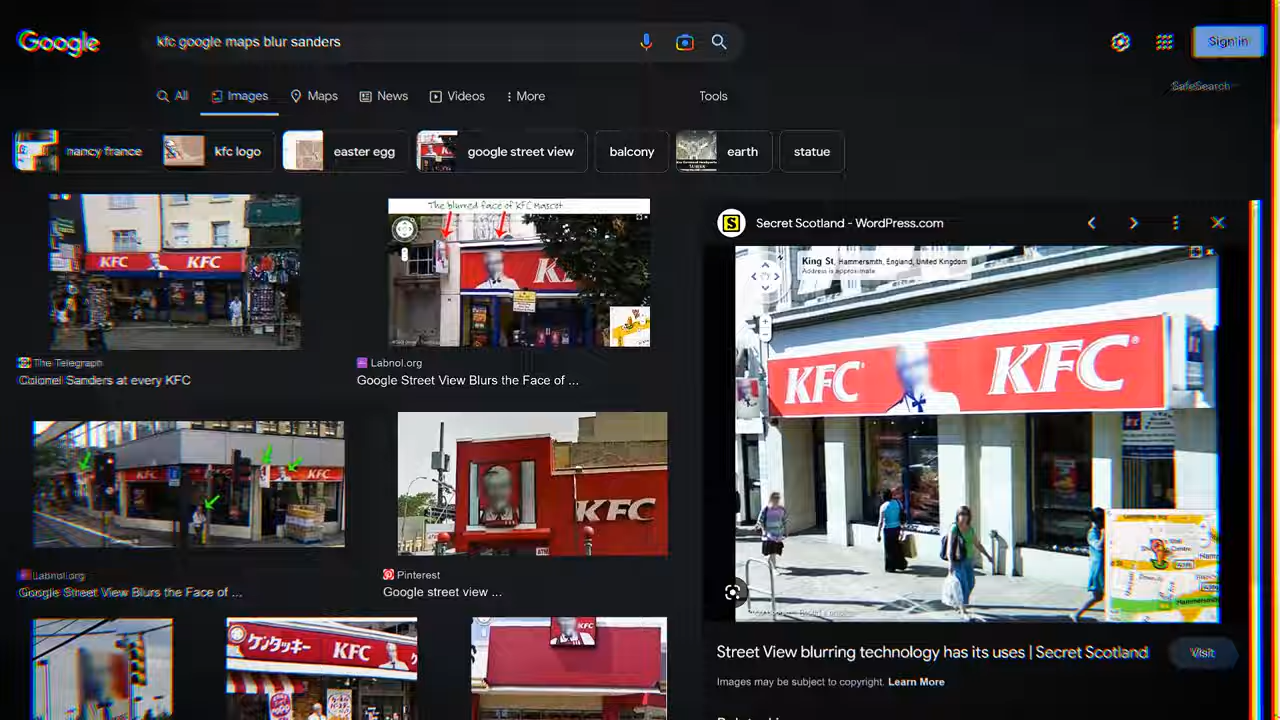 Google
kfc google maps blur sanders
Sign in
All
Images
Maps
News
Videos
More
Tools
SafeSearch
nancy france
kfc logo
easter egg
google street view
balcony
earth
statue
KFC KFC
The Telegraph
Colonel Sanders at every KFC
The blurred face of KFC Mascot
Labnol.org
Google Street View Blurs the Face of ...
KFC
KFC
Labnol.org
Google Street View Blurs the Face of ...
KFC
ATM
Pinterest
Google street view ...
ケンタッキー KFC
KFC
S
Secret Scotland - WordPress.com
King St, Hammersmith, England, United Kingdom
Address is approximate
KFC KFC
Hammersmith
Street View blurring technology has its uses | Secret Scotland
Visit
Images may be subject to copyright. Learn More